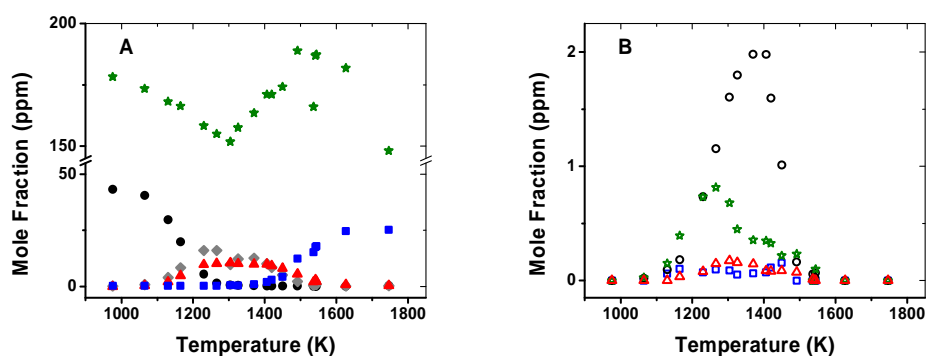 A
Mole Fraction (ppm)
200
150
50
0
1000 1200 1400 1600 1800
Temperature (K)
B
Mole Fraction (ppm)
2
1
0
1000 1200 1400 1600 1800
Temperature (K)